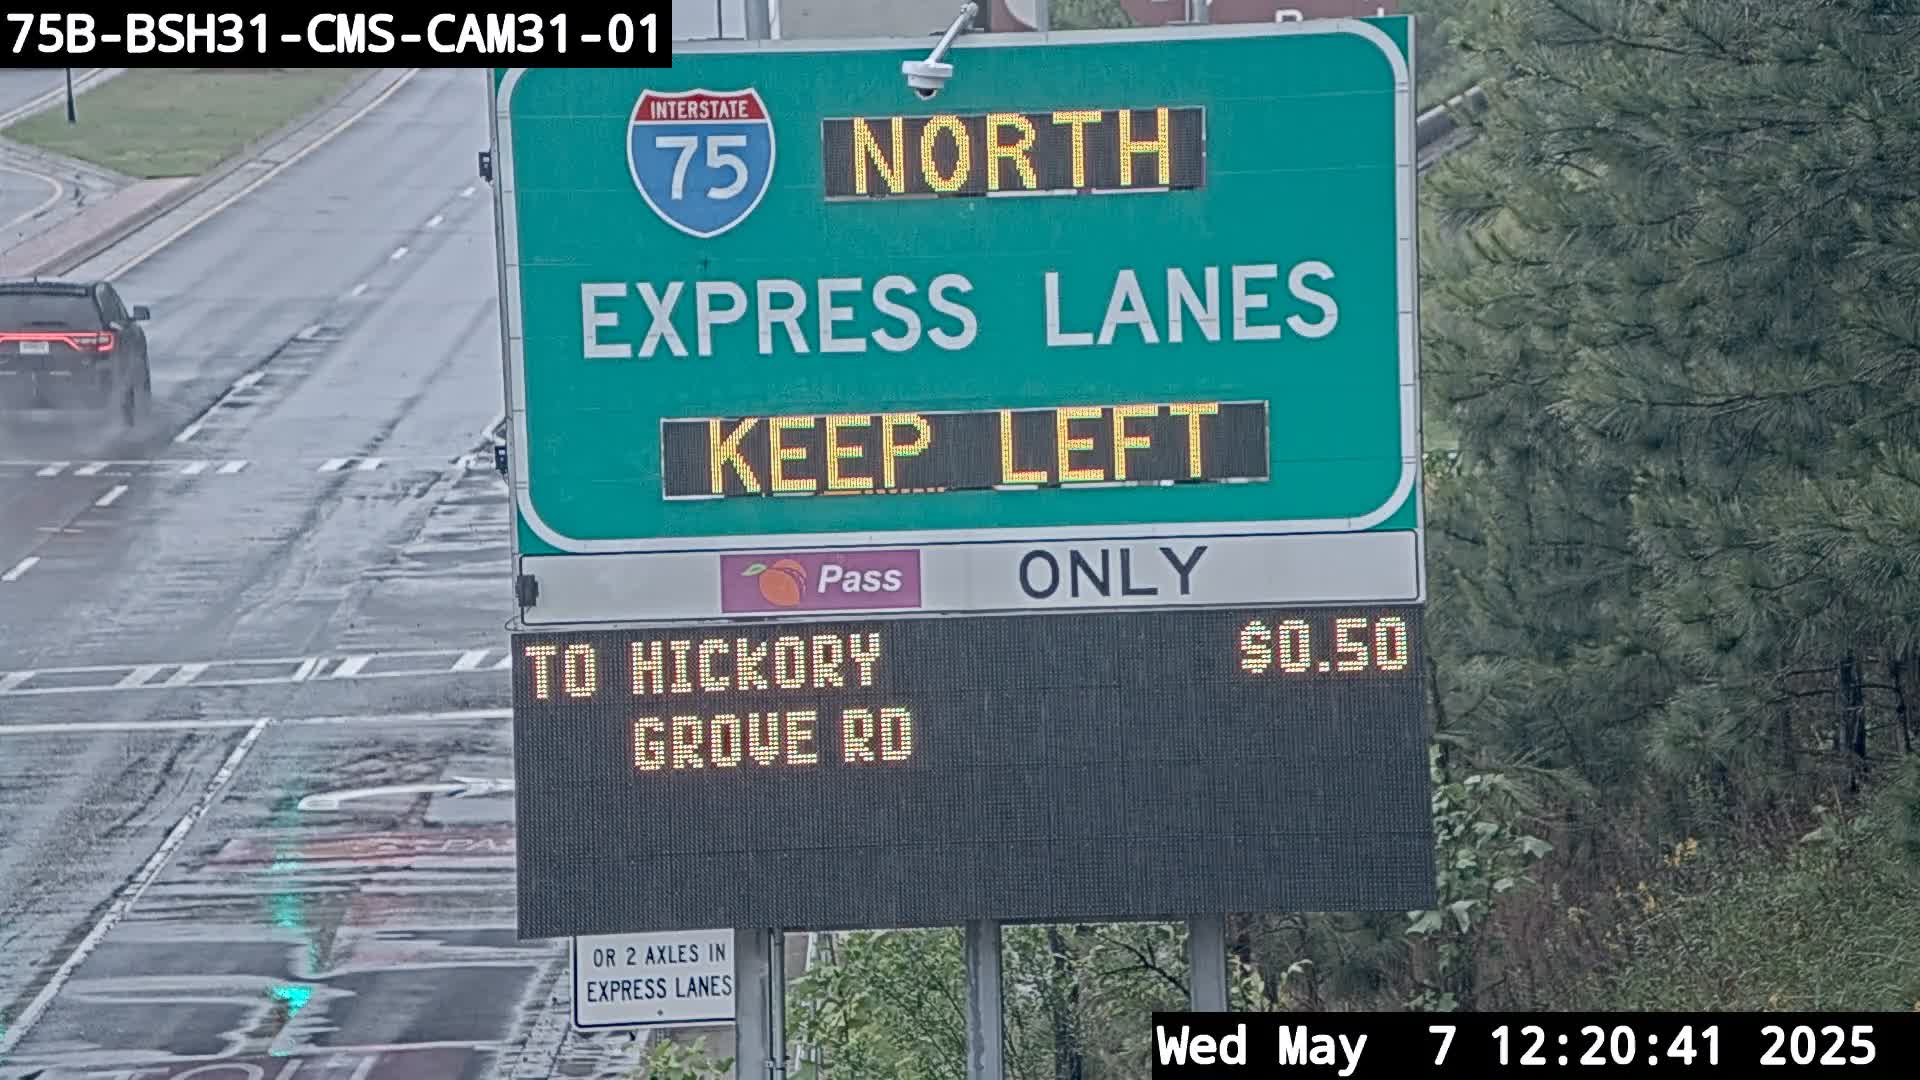 75B-BSH31-CMS-CAM31-01
INTERSTATE
75
NORTH
EXPRESS LANES
KEEP LEFT
Pass ONLY
TO HICKORY $0.50
GROVE RD
OR 2 AXLES IN
EXPRESS LANES
Wed May 7 12:20:41 2025